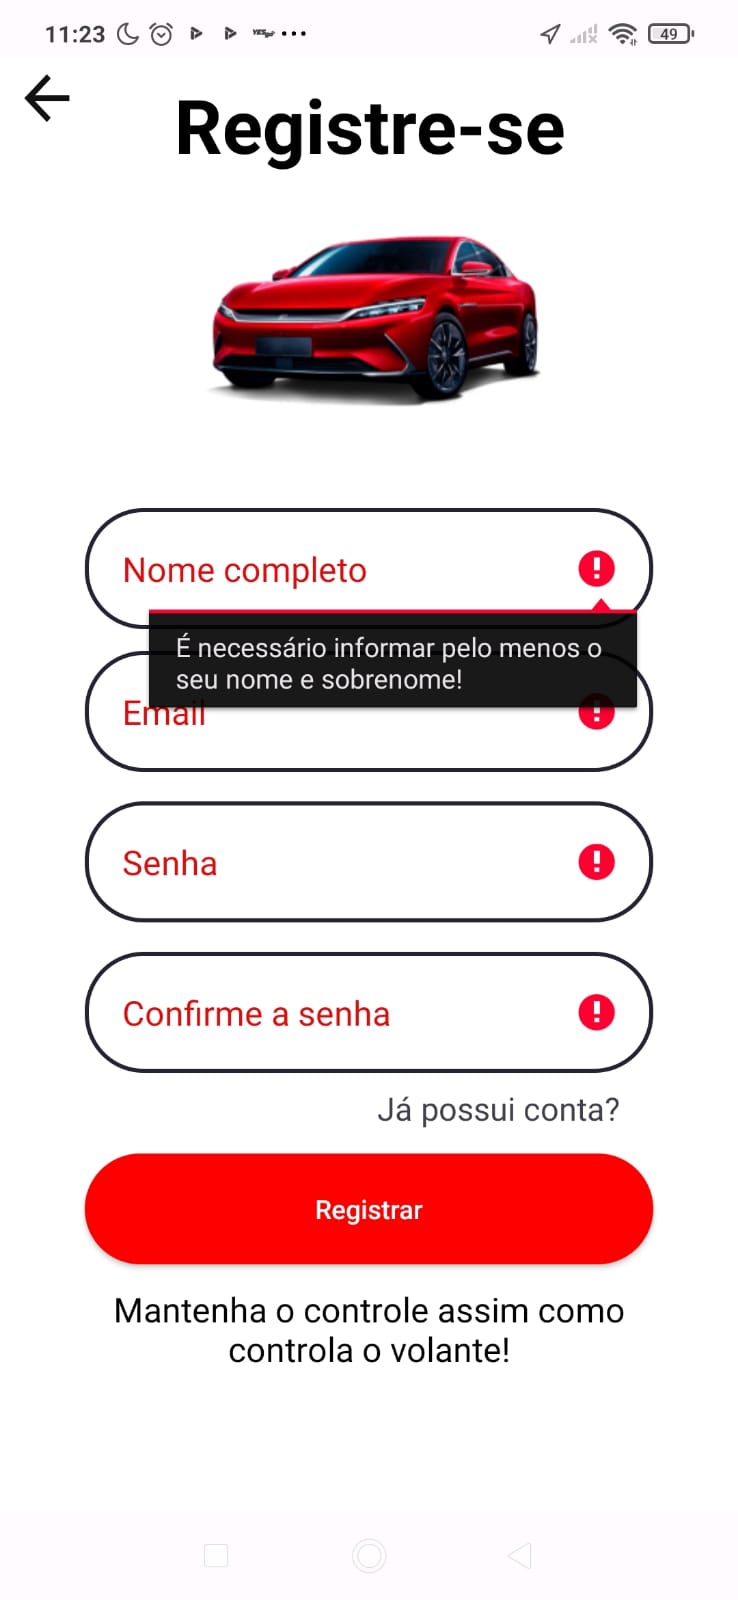 11:23
49
Registre-se
Nome completo
É necessário informar pelo menos o
seu nome e sobrenome!
Email
Senha
Confirme a senha
Já possui conta?
Registrar
Mantenha o controle assim como
controla o volante!